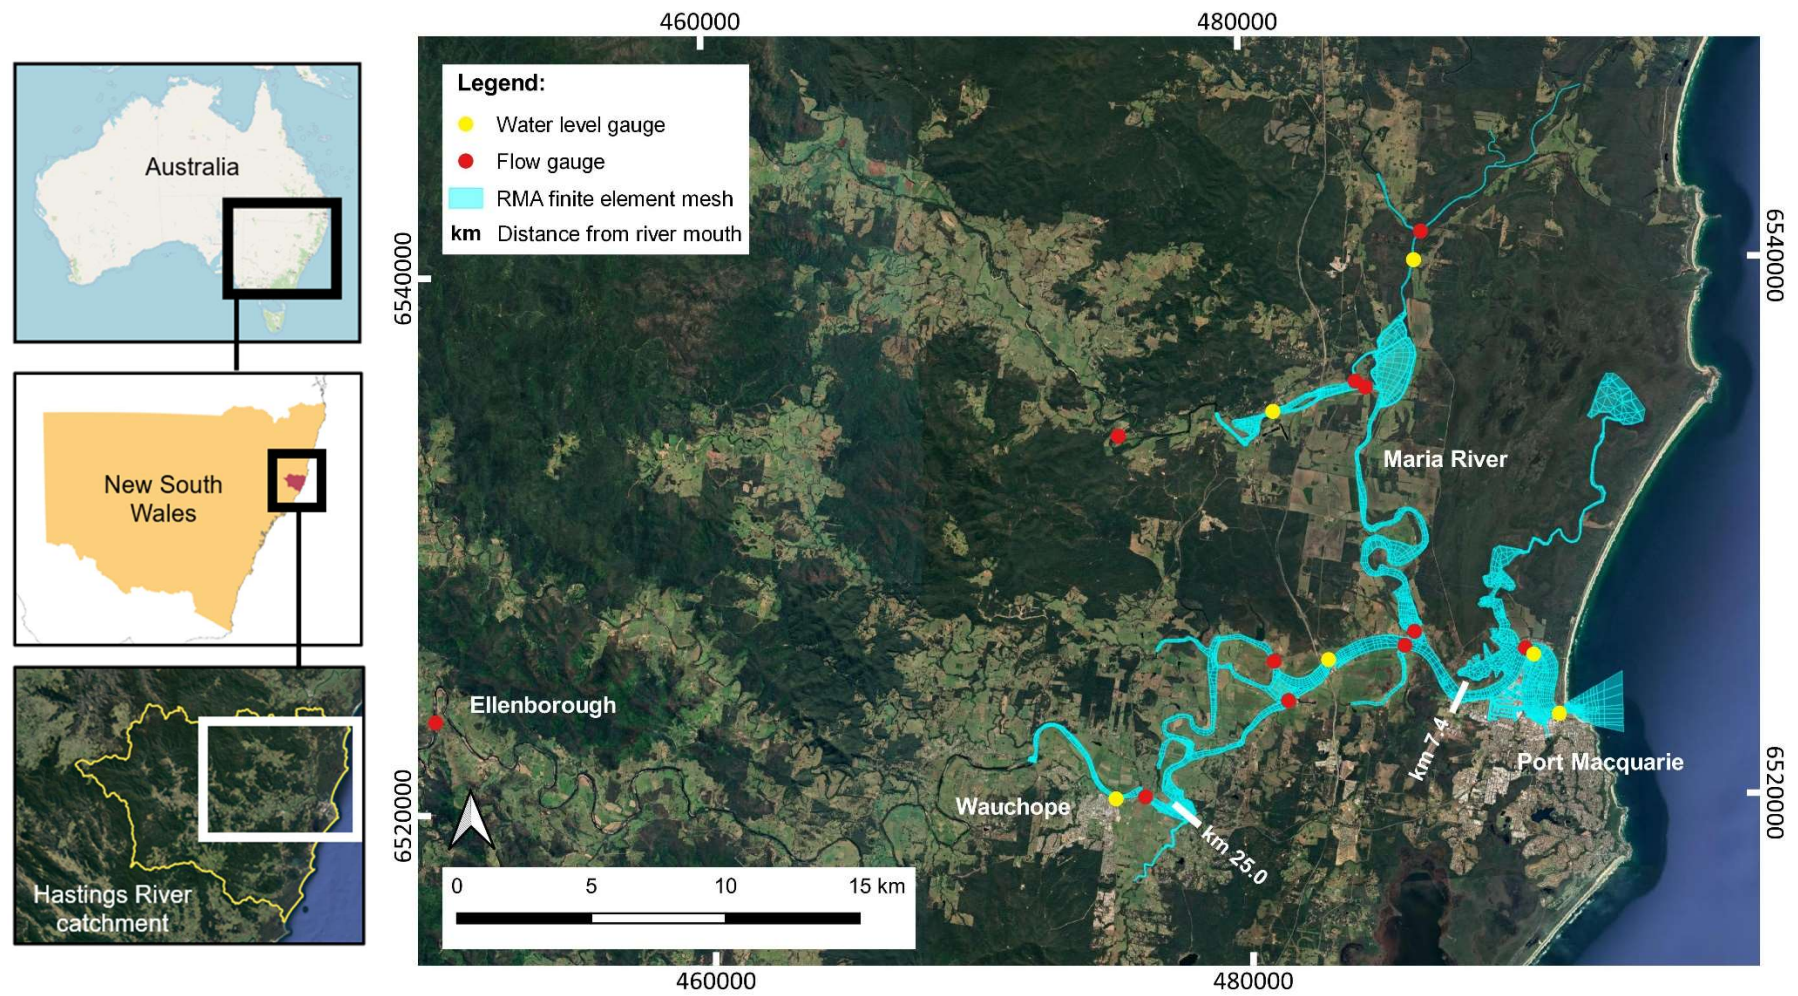 460000
480000
Australia
New South
Wales
Hastings River
catchment
Legend:
Water level gauge
Flow gauge
RMA finite element mesh
km Distance from river mouth
6540000
6540000
Maria River
Ellenborough
km 7.4
Port Macquarie
Wauchope
km 25.0
6520000
6520000
0 5 10 15 km
460000
480000